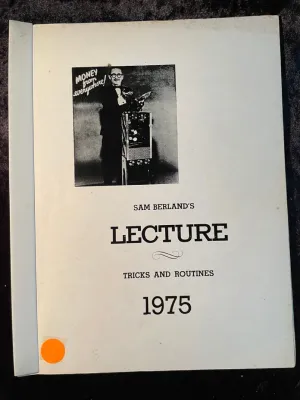 MONEY
from
everywhere!
SAM BERLAND'S
LECTURE
TRICKS AND ROUTINES
1975